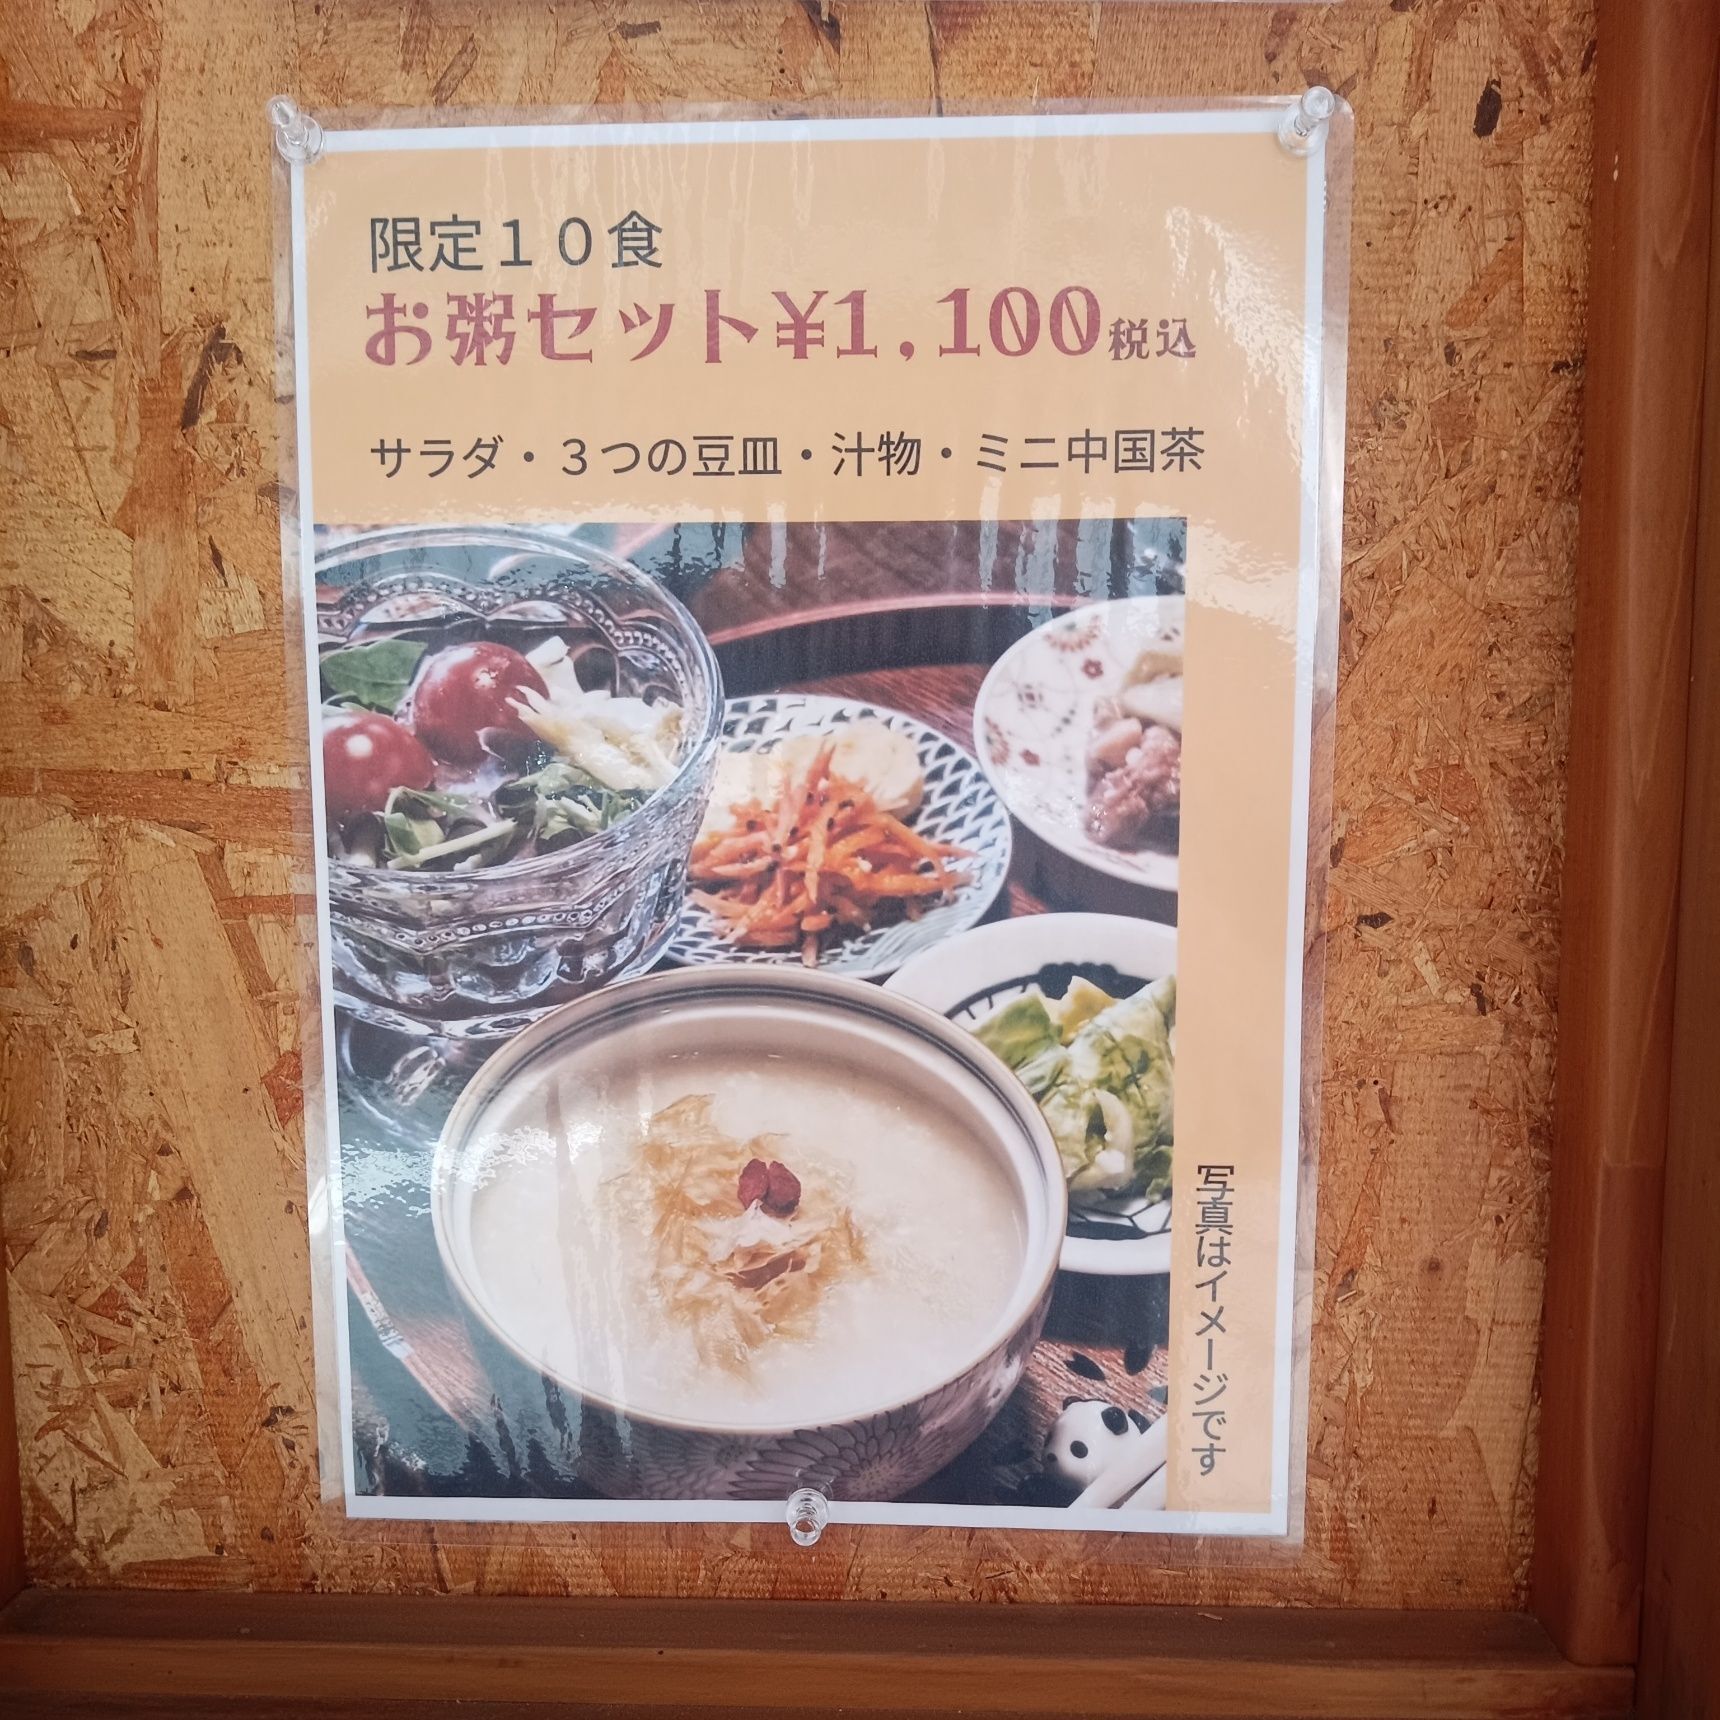 限定１０食
お粥セット¥1,100税込
サラダ・３つの豆皿・汁物・ミニ中国茶
写真はイメージです